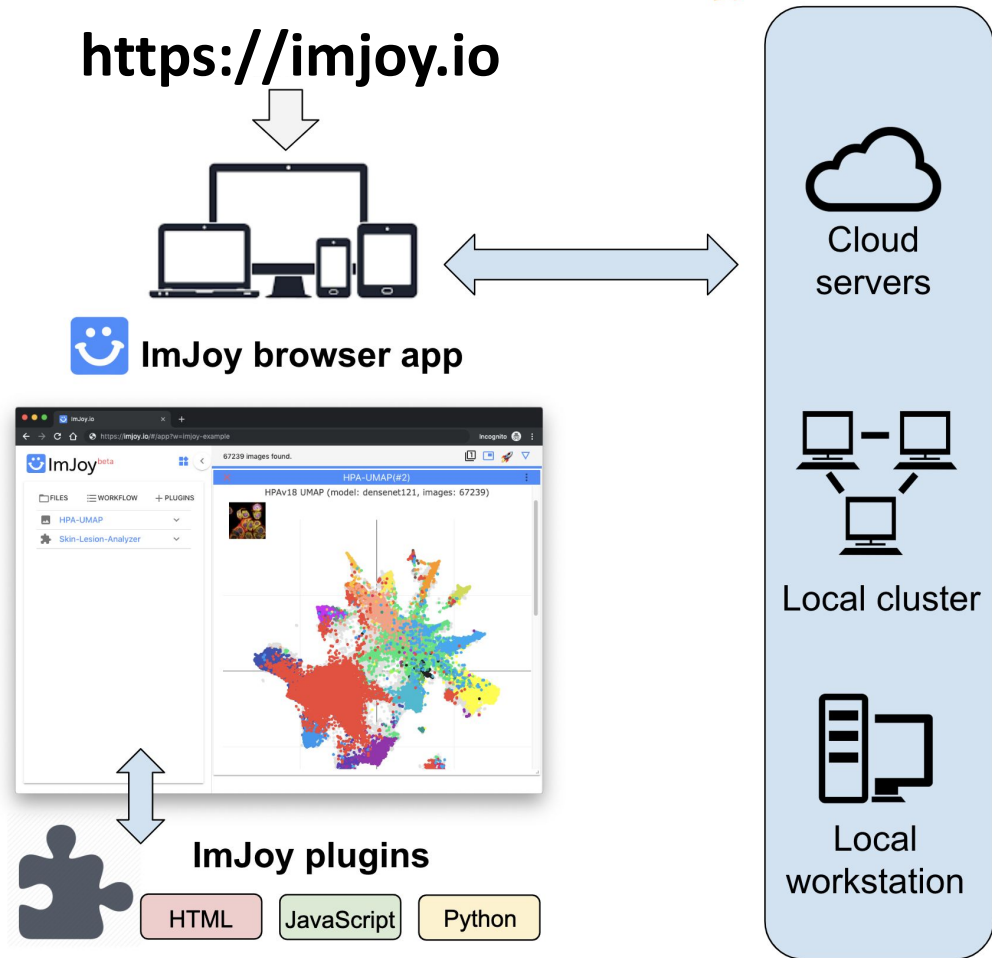 https://imjoy.io
ImJoy browser app
ImJoy.io
https://imjoy.io/#/app?w=imjoy-example
Incognito
ImJoy beta
67239 images found.
1
HPA-UMAP(#2)
FILES
WORKFLOW
+ PLUGINS
HPAv18 UMAP (model: densenet121, images: 67239)
HPA-UMAP
Skin-Lesion-Analyzer
ImJoy plugins
HTML
JavaScript
Python
Cloud
servers
Local cluster
Local
workstation